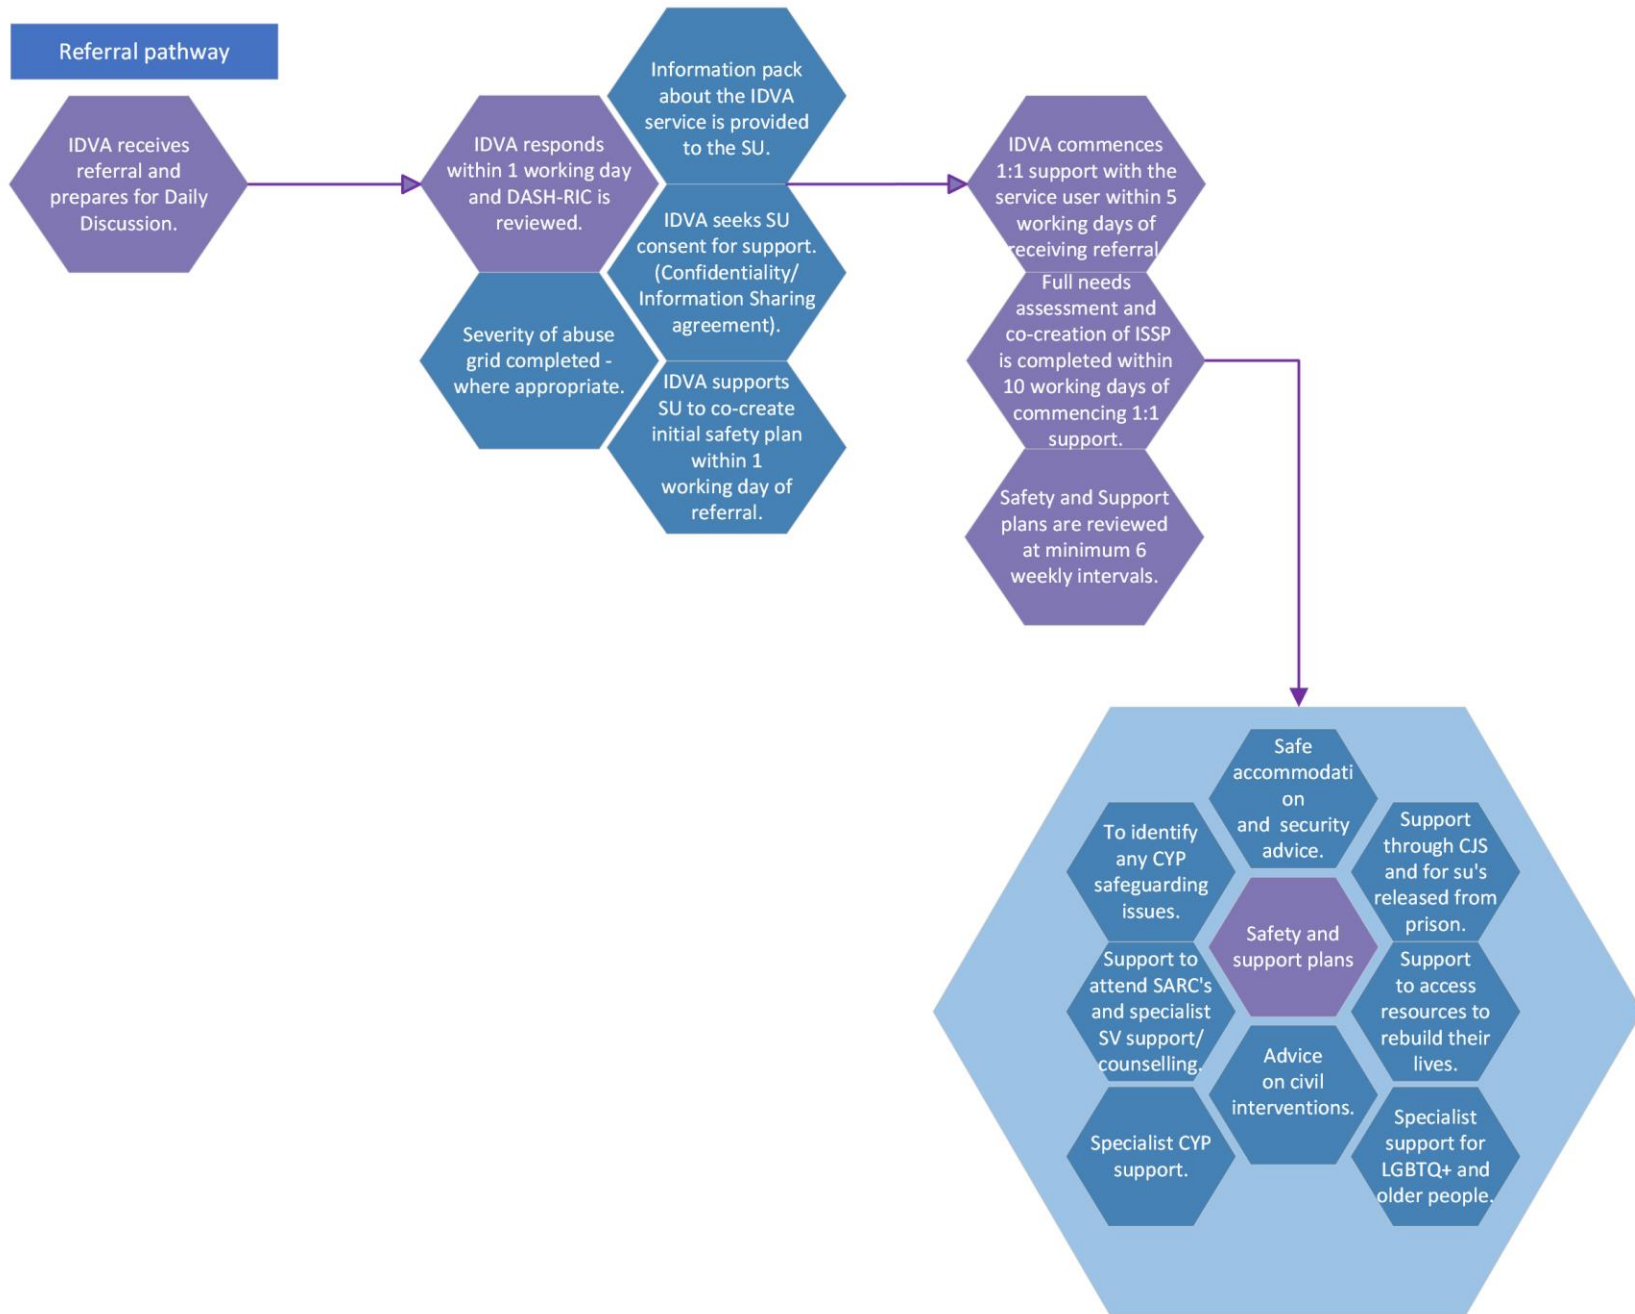 Referral pathway
IDVA receives
referral and
prepares for Daily
Discussion.
IDVA responds
within 1 working day
and DASH-RIC is
reviewed.
Severity of abuse
grid completed -
where appropriate.
Information pack
about the IDVA
service is provided
to the SU.
IDVA seeks SU
consent for support.
(Confidentiality/
Information Sharing
agreement).
IDVA supports
SU to co-create
initial safety plan
within 1
working day of
referral.
IDVA commences
1:1 support with the
service user within 5
working days of
receiving referral.
Full needs
assessment and
co-creation of ISSP
is completed within
10 working days of
commencing 1:1
support.
Safety and Support
plans are reviewed
at minimum 6
weekly intervals.
Safe
accommodati
on
and  security
advice.
To identify
any CYP
safeguarding
issues.
Support
through CJS
and for su's
released from
prison.
Safety and
support plans
Support to
attend SARC's
and specialist
SV support/
counselling.
Support
to access
resources to
rebuild their
lives.
Advice
on civil
interventions.
Specialist CYP
support.
Specialist
support for
LGBTQ+ and
older people.